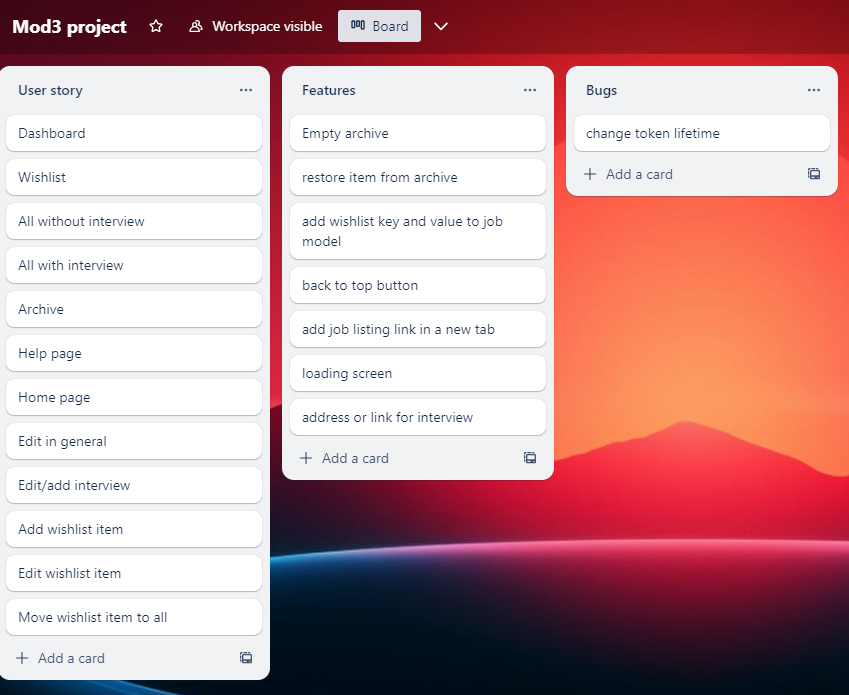 Mod3 project
Workspace visible
Board
User story
Dashboard
Wishlist
All without interview
All with interview
Archive
Help page
Home page
Edit in general
Edit/add interview
Add wishlist item
Edit wishlist item
Move wishlist item to all
Add a card
Features
Empty archive
restore item from archive
add wishlist key and value to job
model
back to top button
add job listing link in a new tab
loading screen
address or link for interview
Add a card
Bugs
change token lifetime
Add a card